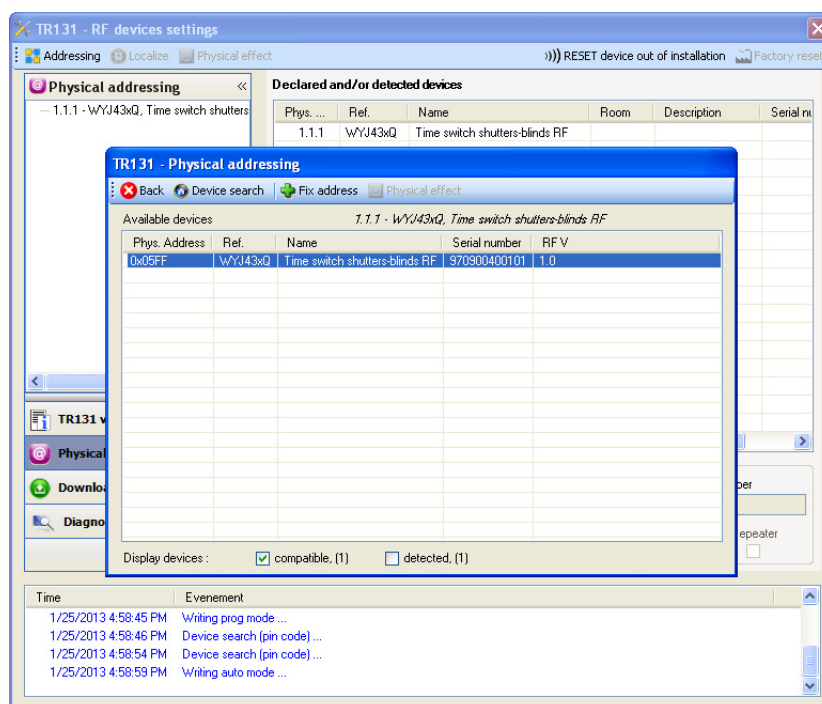 TR131 - RF devices settings
Addressing Localize Physical effect ))) RESET device out of installation Factory reset
Physical addressing «
Declared and/or detected devices
1.1.1 - WYJ43xQ, Time switch shutters
Phys. ... Ref. Name Room Description Serial nu
1.1.1 WYJ43xQ Time switch shutters-blinds RF
TR131 - Physical addressing
Back Device search Fix address Physical effect
Available devices 1.1.1 - WYJ43xQ, Time switch shutters-blinds RF
Phys. Address Ref. Name Serial number RF V
0x05FF WYJ43xQ Time switch shutters-blinds RF 970900400101 1.0
TR131 v
Physical
Downloa
Diagno
ber
epeater
Display devices : compatible, (1) detected, (1)
Time Evenement
1/25/2013 4:58:45 PM Writing prog mode ...
1/25/2013 4:58:46 PM Device search (pin code) ...
1/25/2013 4:58:54 PM Device search (pin code) ...
1/25/2013 4:58:59 PM Writing auto mode ...